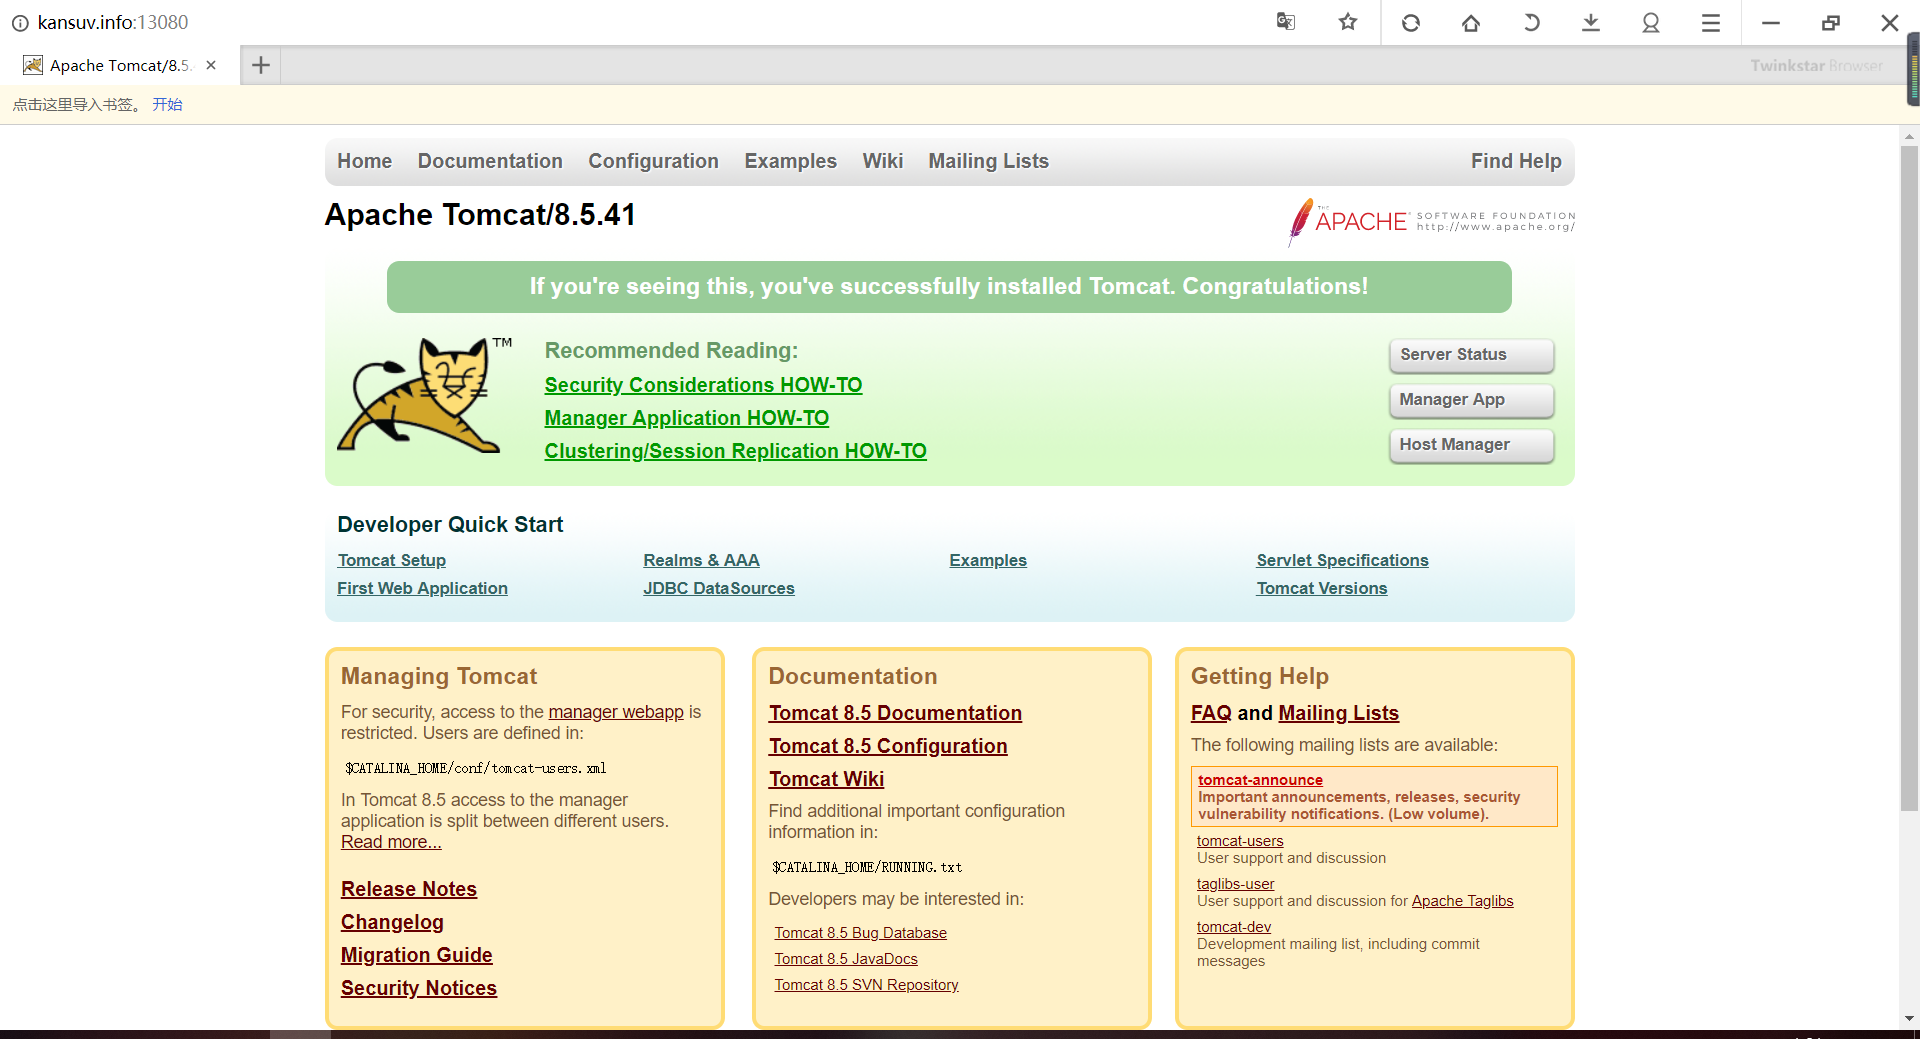 kansuv.info:13080
Apache Tomcat/8.5.
Twinkstar Browser
点击这里导入书签。 开始
Home Documentation Configuration Examples Wiki Mailing Lists Find Help
Apache Tomcat/8.5.41
THE APACHE SOFTWARE FOUNDATION
http://www.apache.org/
If you're seeing this, you've successfully installed Tomcat. Congratulations!
TM
Recommended Reading:
Security Considerations HOW-TO
Manager Application HOW-TO
Clustering/Session Replication HOW-TO
Server Status
Manager App
Host Manager
Developer Quick Start
Tomcat Setup
First Web Application
Realms & AAA
JDBC DataSources
Examples
Servlet Specifications
Tomcat Versions
Managing Tomcat
For security, access to the manager webapp is
restricted. Users are defined in:
$CATALINA_HOME/conf/tomcat-users.xml
In Tomcat 8.5 access to the manager
application is split between different users.
Read more...
Release Notes
Changelog
Migration Guide
Security Notices
Documentation
Tomcat 8.5 Documentation
Tomcat 8.5 Configuration
Tomcat Wiki
Find additional important configuration
information in:
$CATALINA_HOME/RUNNING.txt
Developers may be interested in:
Tomcat 8.5 Bug Database
Tomcat 8.5 JavaDocs
Tomcat 8.5 SVN Repository
Getting Help
FAQ and Mailing Lists
The following mailing lists are available:
tomcat-announce
Important announcements, releases, security
vulnerability notifications. (Low volume).
tomcat-users
User support and discussion
taglibs-user
User support and discussion for Apache Taglibs
tomcat-dev
Development mailing list, including commit
messages